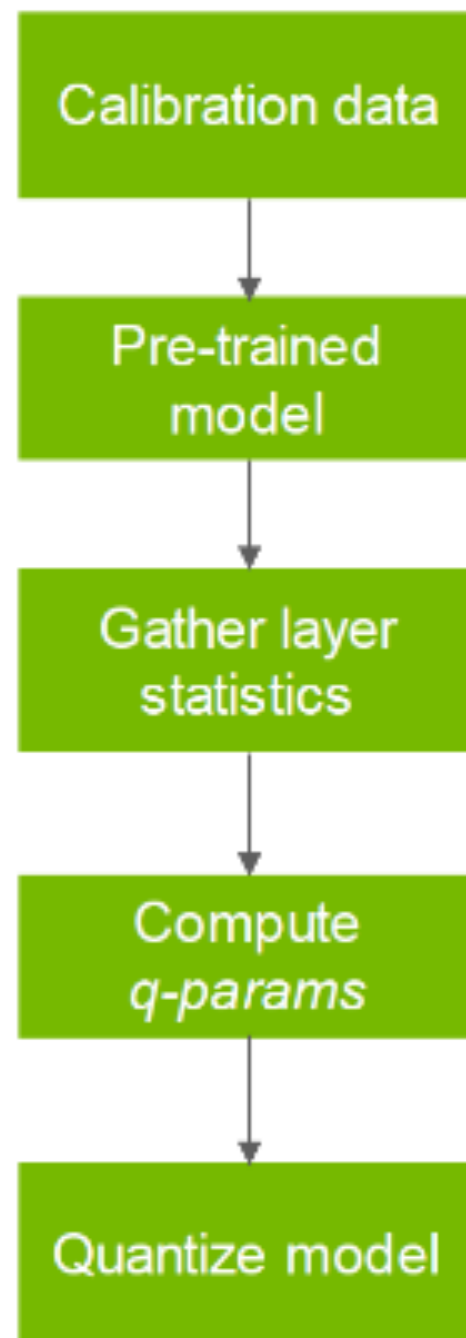 Calibration data
Pre-trained
model
Gather layer
statistics
Compute
q-params
Quantize model